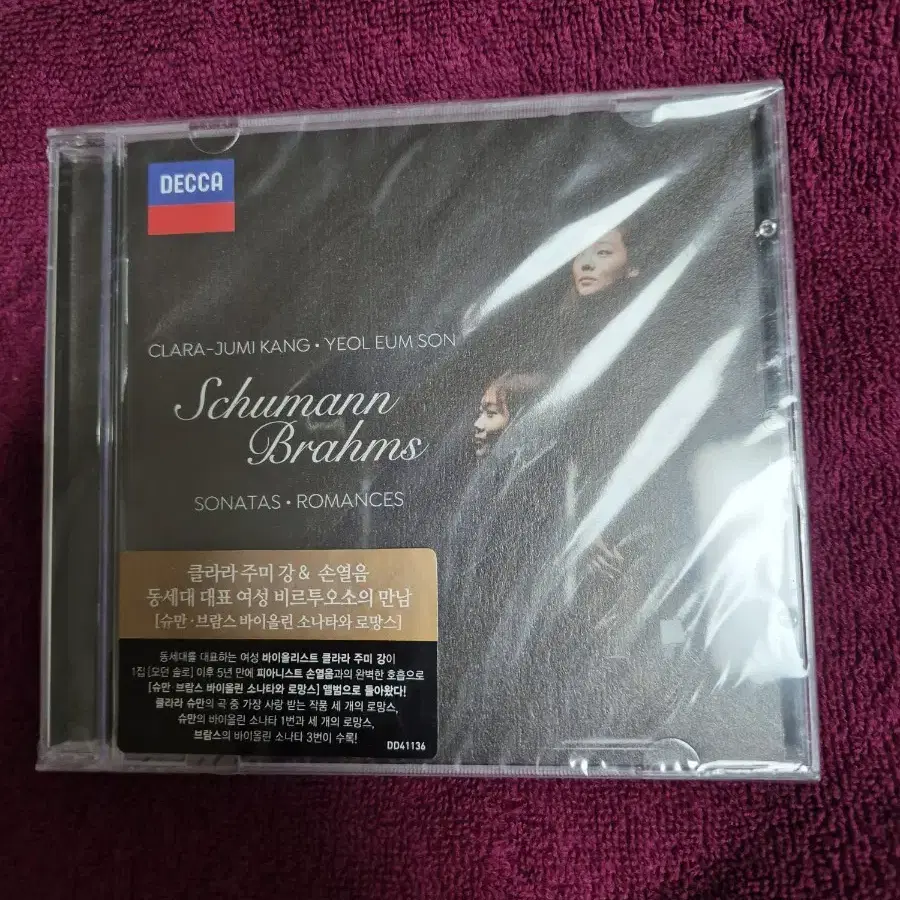 DECCA
CLARA-JUMI KANG • YEOL EUM SON
Schumann
Brahms
SONATAS • ROMANCES
클라라 주미 강 & 손열음
동세대 대표 여성 비르투오소의 만남
[슈만·브람스 바이올린 소나타와 로망스]
동세대를 대표하는 여성 바이올리스트 클라라 주미 강이
1집 [모던 솔로] 이후 5년 만에 피아니스트 손열음과의 완벽한 호흡으로
[슈만 브람스 바이올린 소나타와 로망스] 앨범으로 돌아왔다!
클라라 슈만의 곡 중 가장 사랑 받는 작품 세 개의 로망스,
슈만의 바이올린 소나타 1번과 세 개의 로망스,
브람스의 바이올린 소나타 3번이 수록!
DD41136